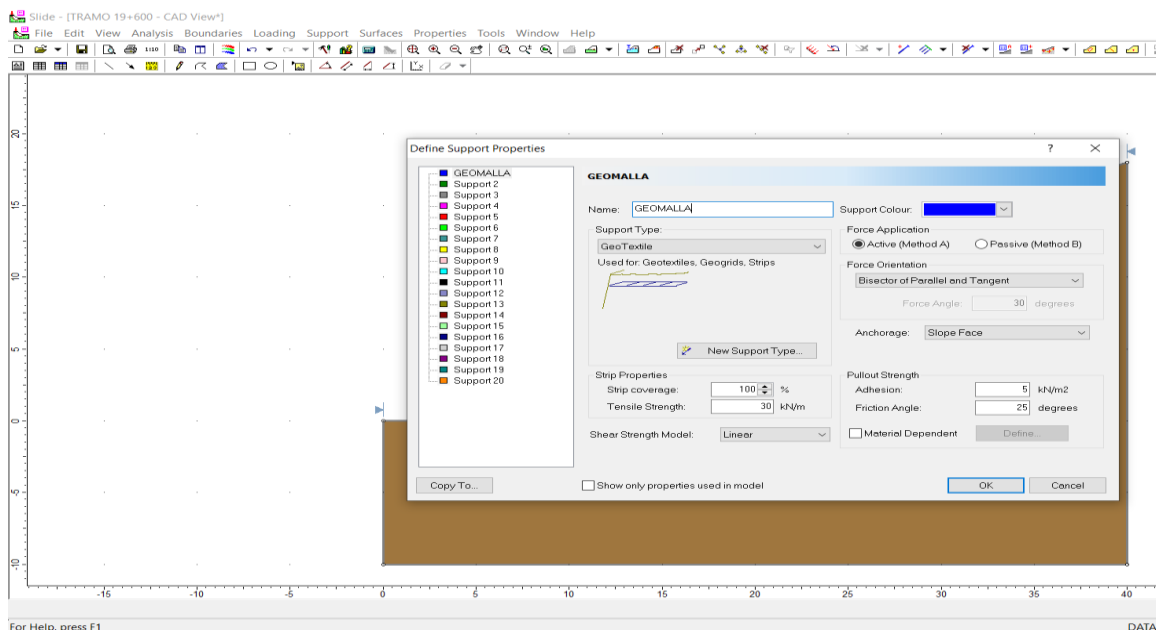 Slide - [TRAMO 19+600 - CAD View*]
File Edit View Analysis Boundaries Loading Support Surfaces Properties Tools Window Help
1:10
20
15
10
5
0
-5
-10
Define Support Properties
? ×
GEOMALLA
Support 2
Support 3
Support 4
Support 5
Support 6
Support 7
Support 8
Support 9
Support 10
Support 11
Support 12
Support 13
Support 14
Support 15
Support 16
Support 17
Support 18
Support 19
Support 20
GEOMALLA
Name: GEOMALLA
Support Colour:
Support Type:
GeoTextile
Used for: Geotextiles, Geogrids, Strips
New Support Type...
Force Application
Active (Method A) Passive (Method B)
Force Orientation
Bisector of Parallel and Tangent
Force Angle: 30 degrees
Anchorage: Slope Face
Strip Properties
Strip coverage: 100 %
Tensile Strength: 30 kN/m
Shear Strength Model: Linear
Pullout Strength
Adhesion: 5 kN/m2
Friction Angle: 25 degrees
Material Dependent Define...
Copy To...
Show only properties used in model
OK Cancel
-15 -10 -5 0 5 10 15 20 25 30 35 40
For Help, press F1
DATA